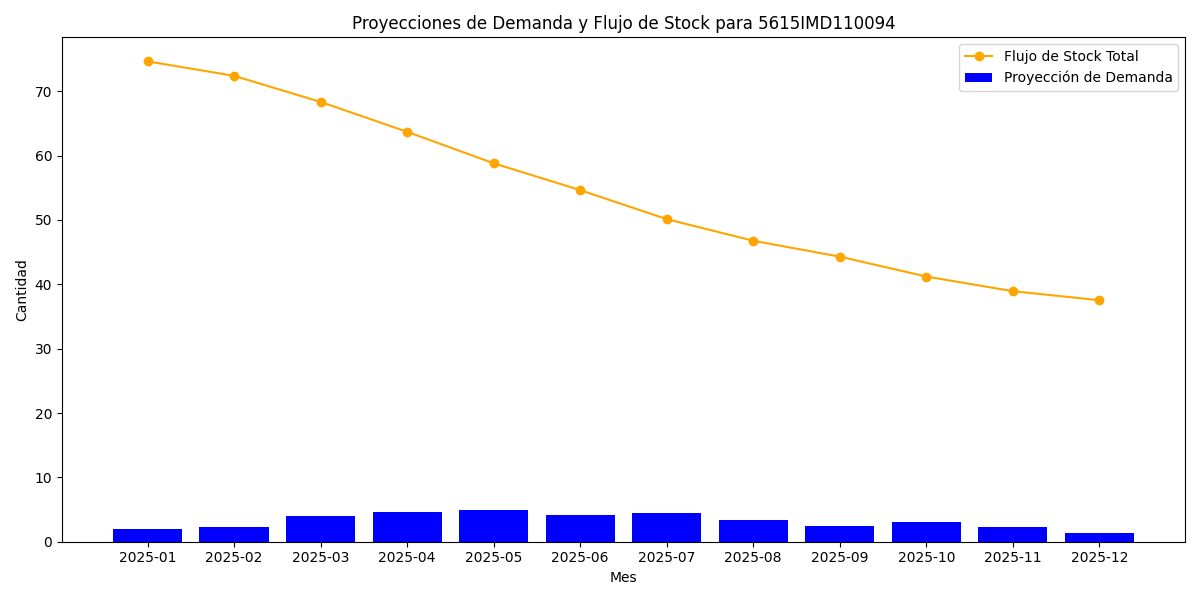 Proyecciones de Demanda y Flujo de Stock para 5615IMD110094
Flujo de Stock Total
Proyección de Demanda
Cantidad
70
60
50
40
30
20
10
0
2025-01 2025-02 2025-03 2025-04 2025-05 2025-06 2025-07 2025-08 2025-09 2025-10 2025-11 2025-12
Mes